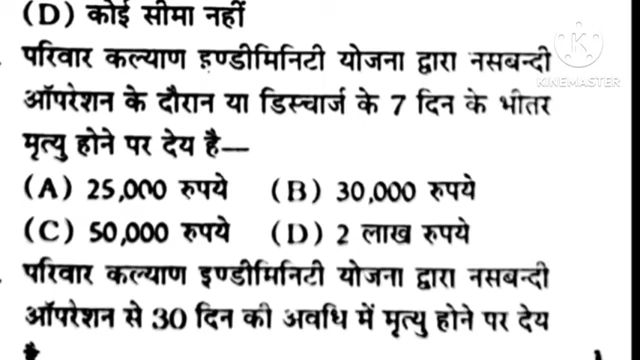 (D) कोई सीमा नहीं
परिवार कल्याण इण्डीमिनिटी योजना द्वारा नसबन्दी
ऑपरेशन के दौरान या डिस्चार्ज के 7 दिन के भीतर
मृत्यु होने पर देय है—
(A) 25,000 रुपये (B) 30,000 रुपये
(C) 50,000 रुपये (D) 2 लाख रुपये
परिवार कल्याण इण्डीमिनिटी योजना द्वारा नसबन्दी
ऑपरेशन से 30 दिन की अवधि में मृत्यु होने पर देय
KINEMASTER